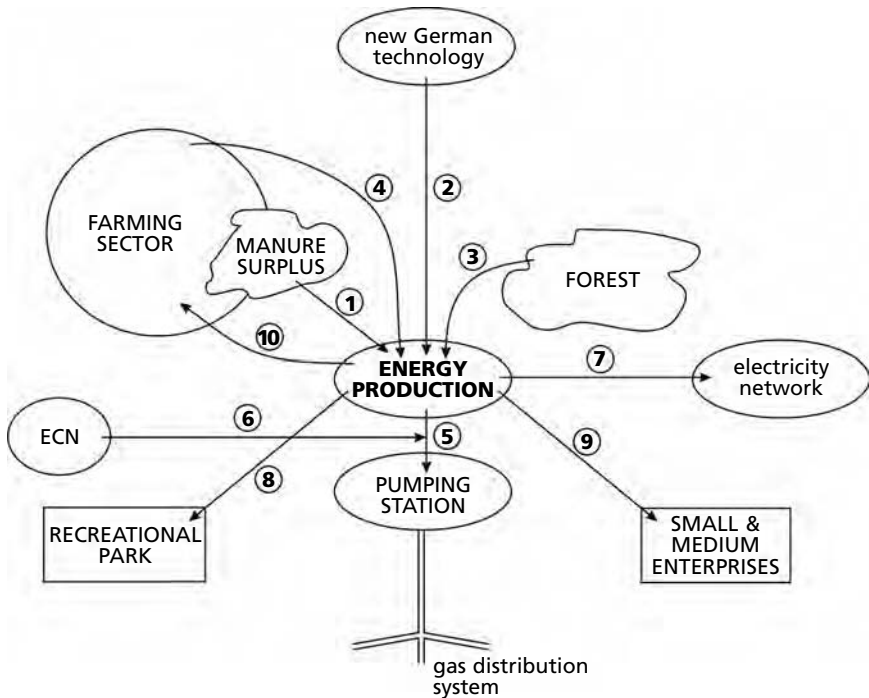 new German
technology
4
2
FARMING
SECTOR
MANURE
SURPLUS
3
FOREST
1
10
ENERGY
PRODUCTION
7
electricity
network
ECN
6
5
8
9
PUMPING
STATION
RECREATIONAL
PARK
SMALL &
MEDIUM
ENTERPRISES
gas distribution
system